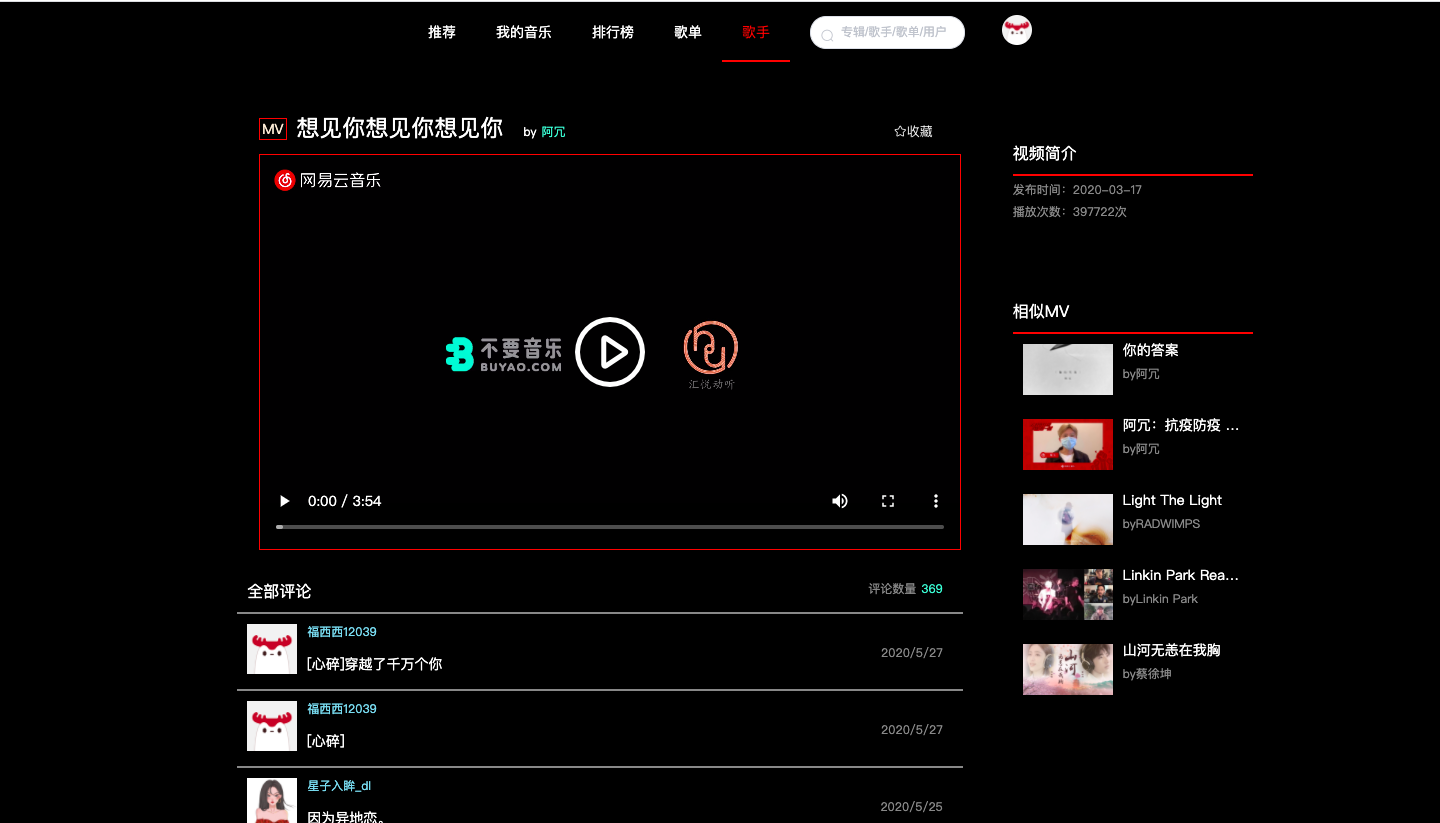 推荐 我的音乐 排行榜 歌单 歌手 专辑/歌手/歌单/用户
MV 想见你想见你想见你 by 阿冗 收藏
网易云音乐
不要音乐
BUYAO.COM
汇悦动听
0:00 / 3:54
全部评论 评论数量 369
福西西12039
[心碎]穿越了千万个你 2020/5/27
福西西12039
[心碎] 2020/5/27
星子入眸_dl
因为异地恋。 2020/5/25
视频简介
发布时间：2020-03-17
播放次数：397722次
相似MV
你的答案
by阿冗
阿冗：抗疫防疫 ...
by阿冗
Light The Light
byRADWIMPS
Linkin Park Rea...
byLinkin Park
山河无恙在我胸
by蔡徐坤
山河